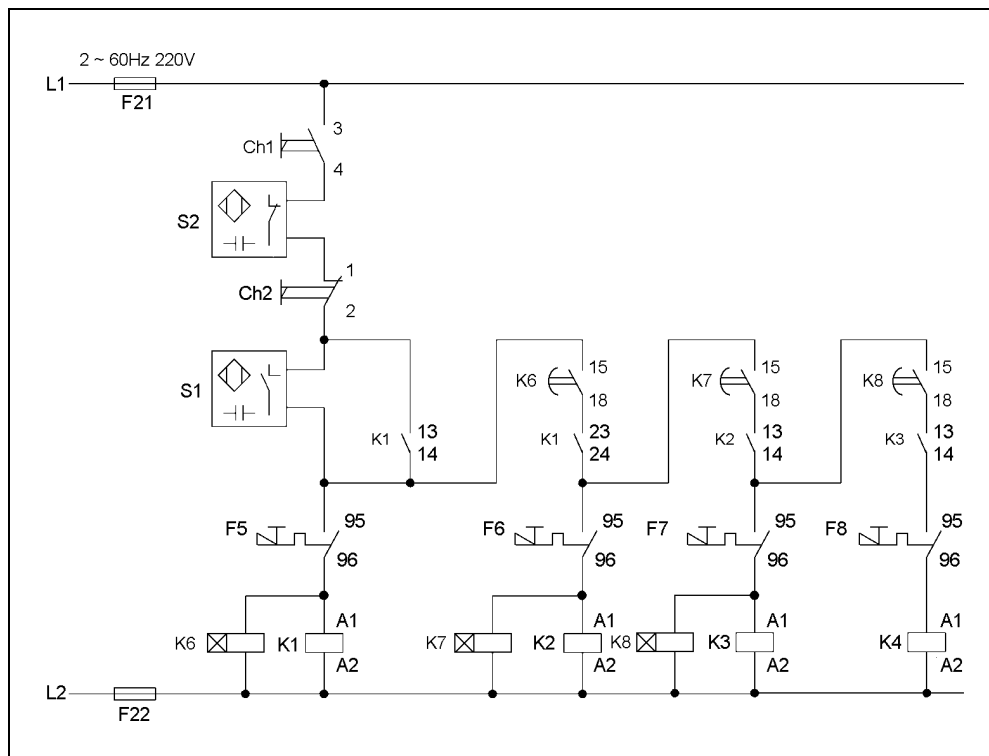 2 ~ 60Hz 220V
L1
F21
3
Ch1
4
S2
1
Ch2
2
S1
K1 13
14
K6 15
18
K1 23
24
K7 15
18
K2 13
14
K8 15
18
K3 13
14
F5 95
96
F6 95
96
F7 95
96
F8 95
96
K6 K1 A1
A2
K7 K2 A1
A2
K8 K3 A1
A2
K4 A1
A2
L2
F22